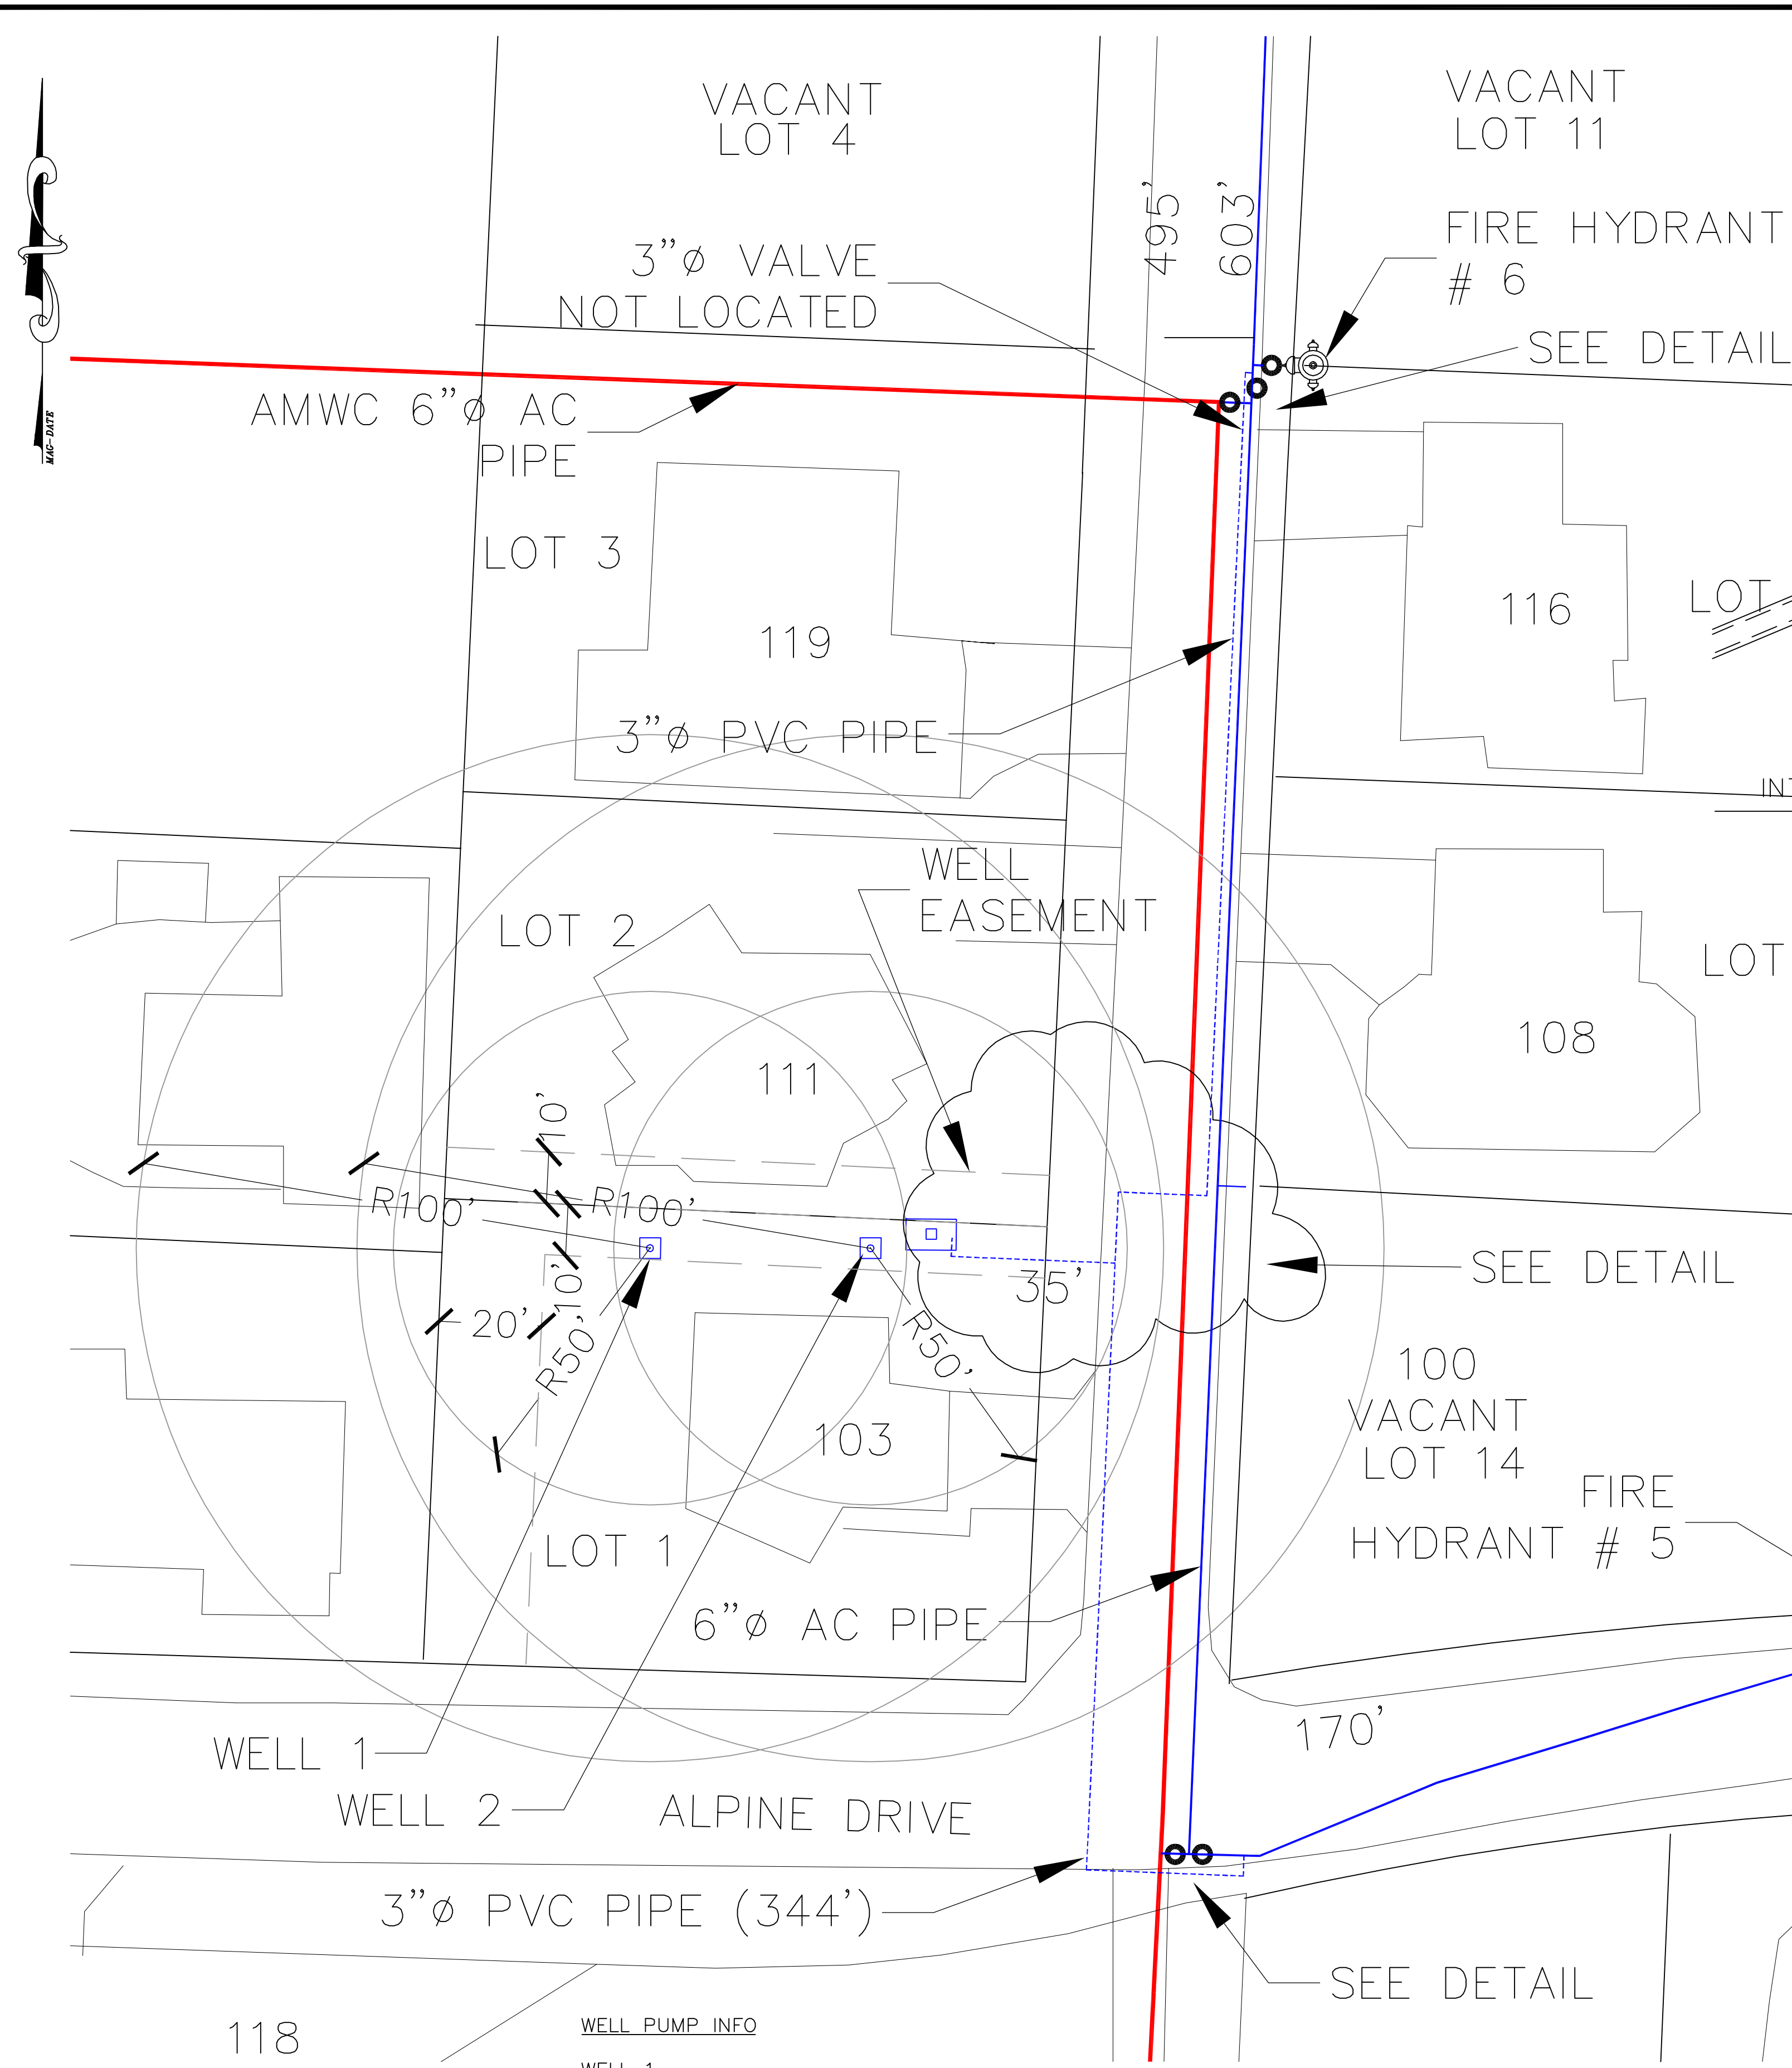 VACANT
LOT 4
VACANT
LOT 11
495'
603'
FIRE HYDRANT
# 6
3"ø VALVE
NOT LOCATED
SEE DETAIL
AMWC 6"ø AC
PIPE
MAG-DATE
LOT 3
119
116
LOT
3"ø PVC PIPE
WELL
EASEMENT
LOT 2
LOT
111
108
10'
R100'
R100'
35'
SEE DETAIL
10'
20'
R50'
R50'
100
VACANT
LOT 14
103
FIRE
HYDRANT # 5
LOT 1
6"ø AC PIPE
170'
WELL 1
WELL 2
ALPINE DRIVE
3"ø PVC PIPE (344')
SEE DETAIL
118
WELL PUMP INFO
WELL 1